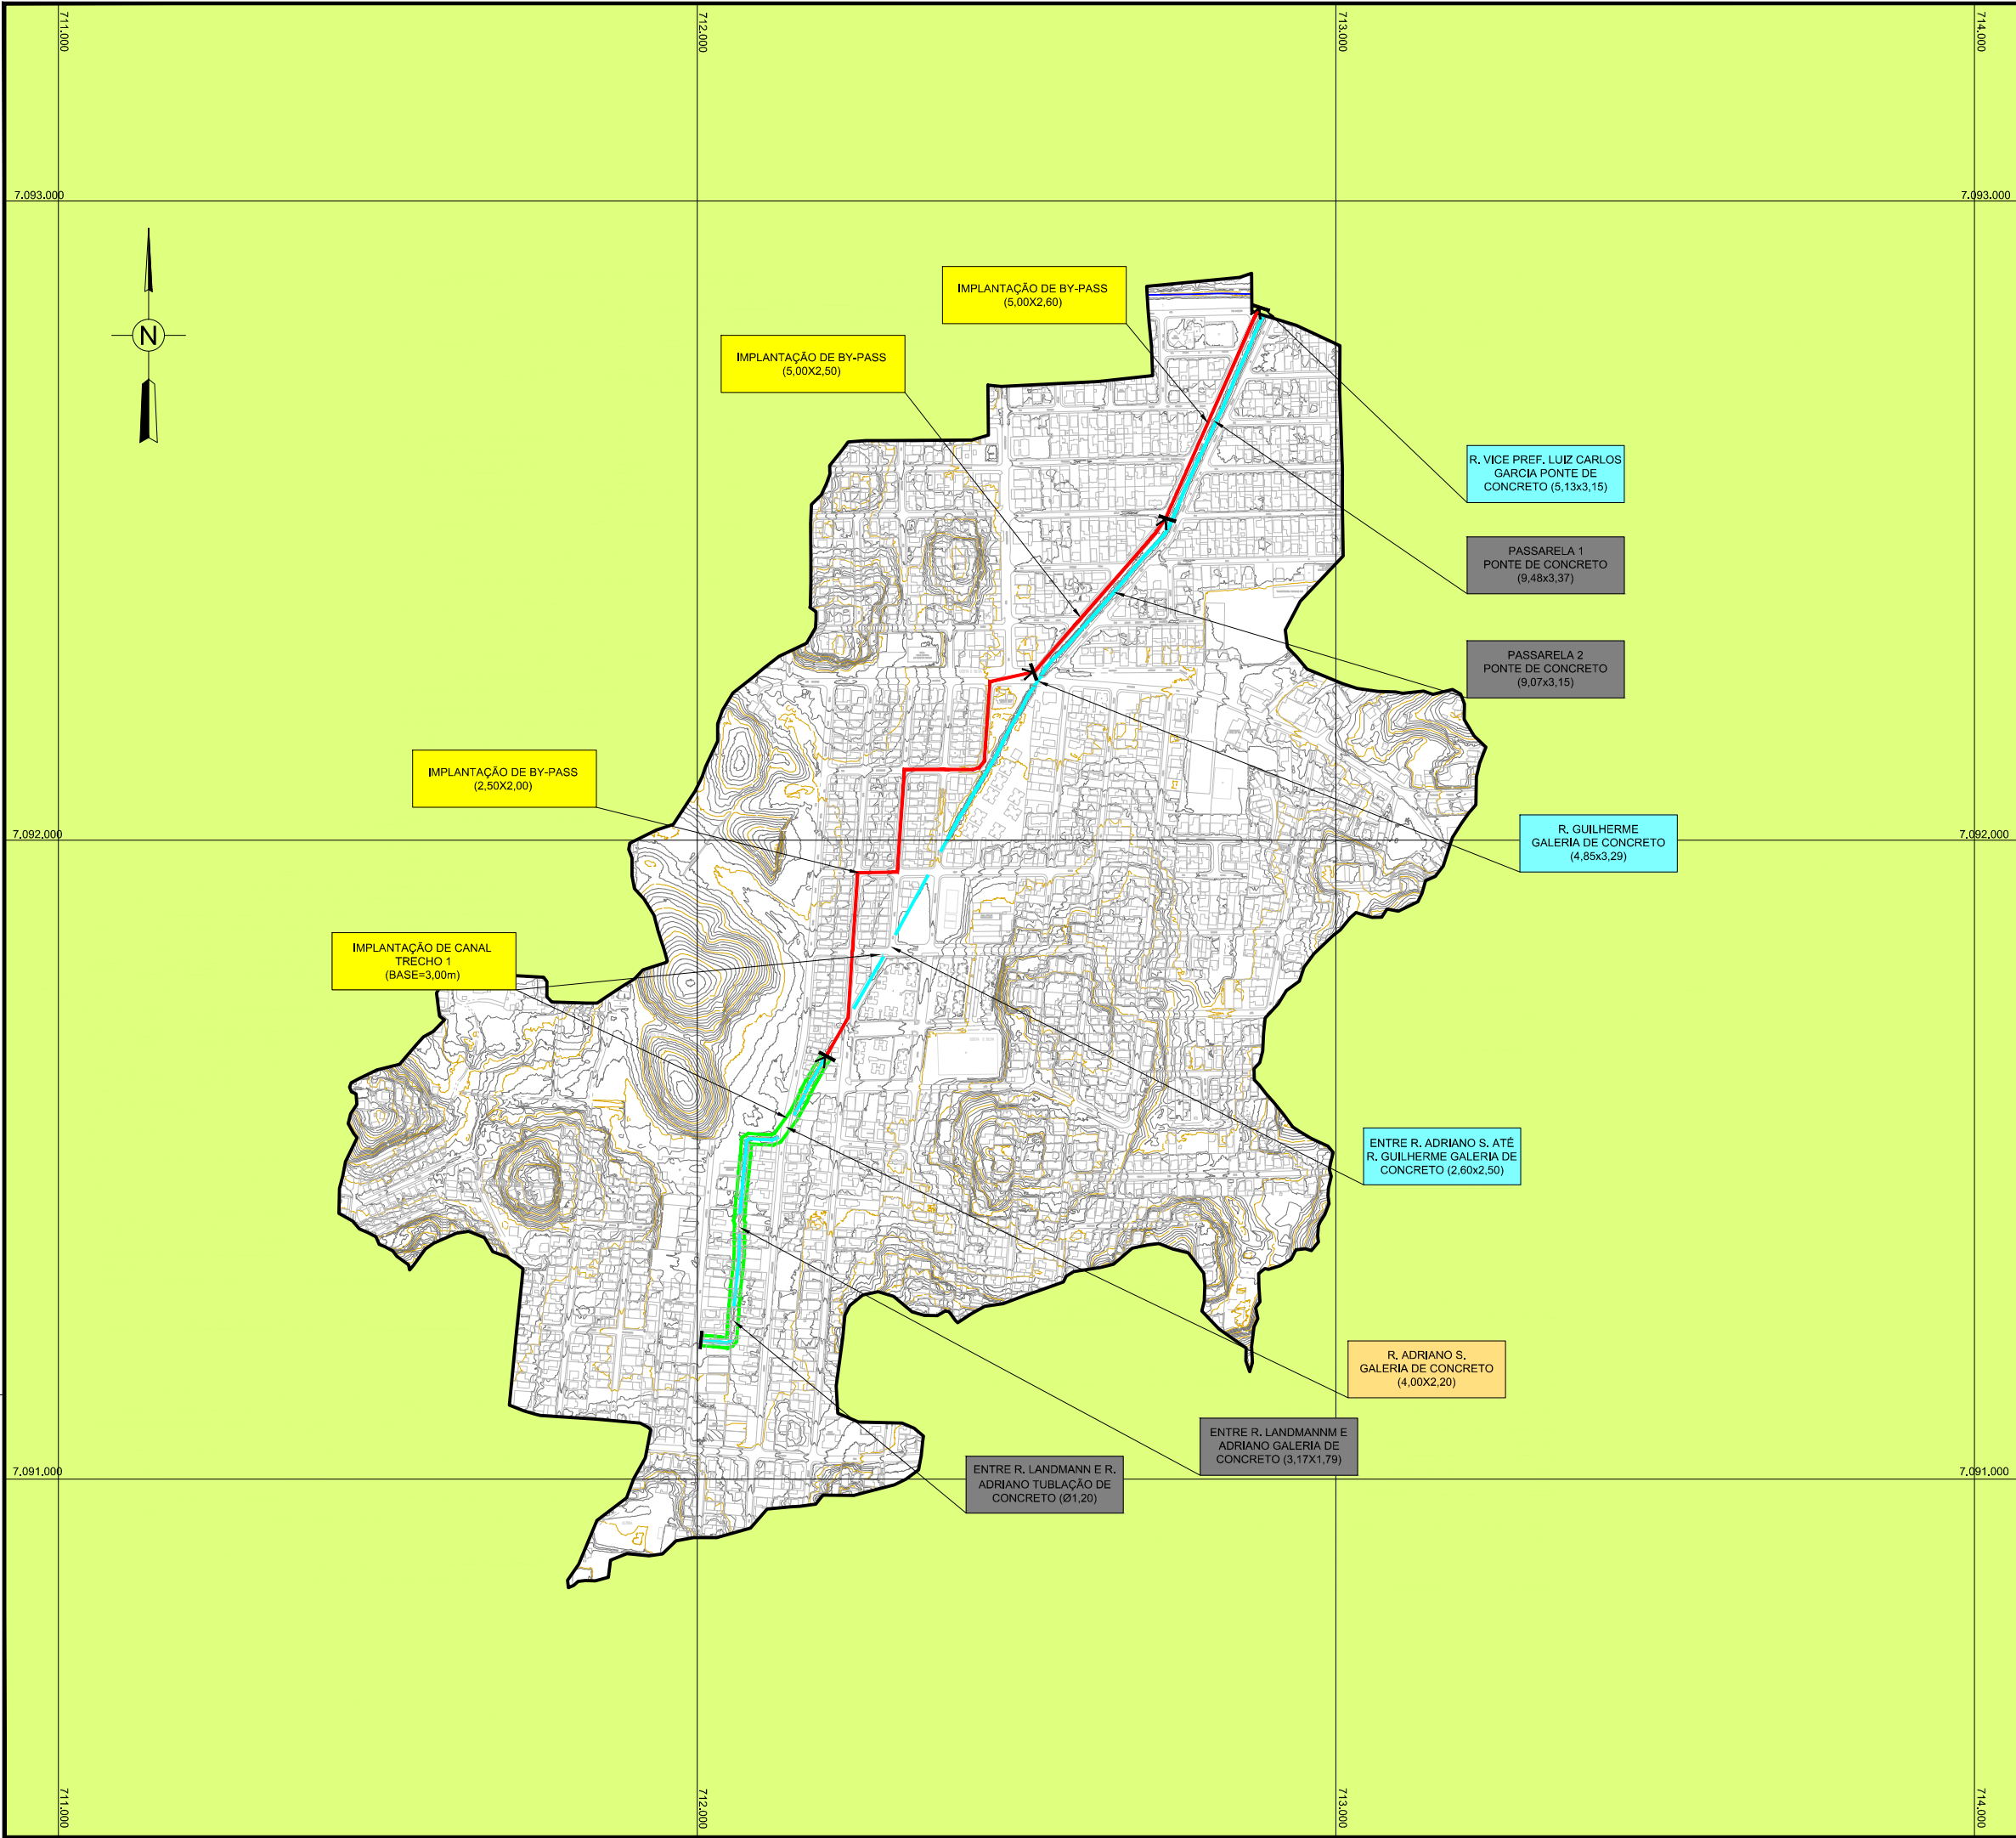 711.000
712.000
713.000
714.000
7.093.000
7.093.000
N
IMPLANTAÇÃO DE BY-PASS
(5,00X2,60)
IMPLANTAÇÃO DE BY-PASS
(5,00X2,50)
R. VICE PREF. LUIZ CARLOS
GARCIA PONTE DE
CONCRETO (5,13x3,15)
PASSARELA 1
PONTE DE CONCRETO
(9,48x3,37)
PASSARELA 2
PONTE DE CONCRETO
(9,07x3,15)
IMPLANTAÇÃO DE BY-PASS
(2,50X2,00)
7.092.000
7.092.000
R. GUILHERME
GALERIA DE CONCRETO
(4,85x3,29)
IMPLANTAÇÃO DE CANAL
TRECHO 1
(BASE=3,00m)
ENTRE R. ADRIANO S. ATÉ
R. GUILHERME GALERIA DE
CONCRETO (2,60x2,50)
R. ADRIANO S.
GALERIA DE CONCRETO
(4,00X2,20)
ENTRE R. LANDMANNM E
ADRIANO GALERIA DE
CONCRETO (3,17X1,79)
ENTRE R. LANDMANN E R.
ADRIANO TUBLAÇÃO DE
CONCRETO (Ø1,20)
7.091.000
7.091.000
711.000
712.000
713.000
714.000